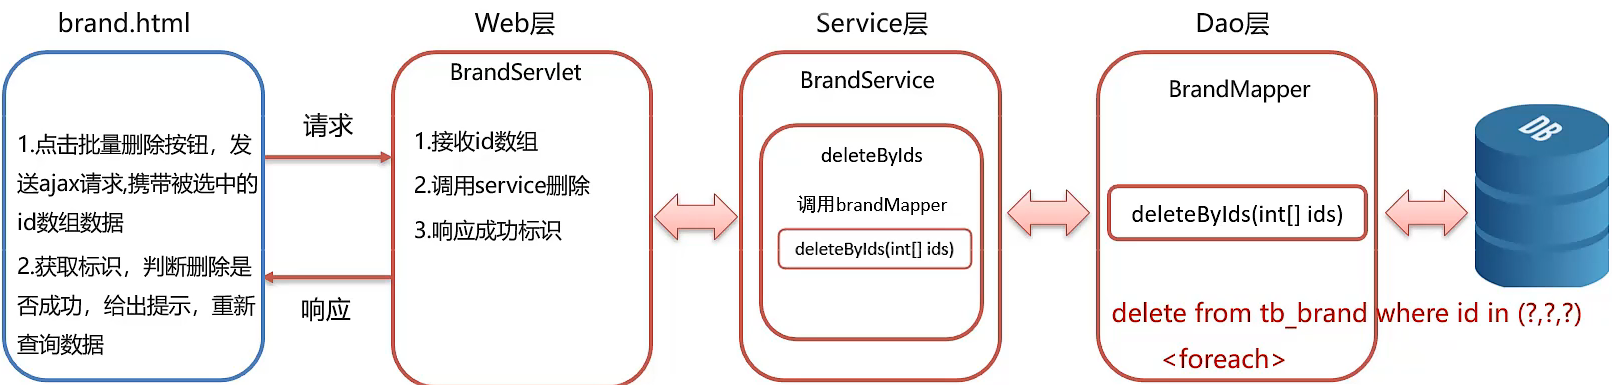 brand.html
1.点击批量删除按钮，发
送ajax请求,携带被选中的
id数组数据
2.获取标识，判断删除是
否成功，给出提示，重新
查询数据
请求
响应
Web层
BrandServlet
1.接收id数组
2.调用service删除
3.响应成功标识
Service层
BrandService
deleteByIds
调用brandMapper
deleteByIds(int[] ids)
Dao层
BrandMapper
deleteByIds(int[] ids)
delete from tb_brand where id in (?,?,?)
<foreach>
DB